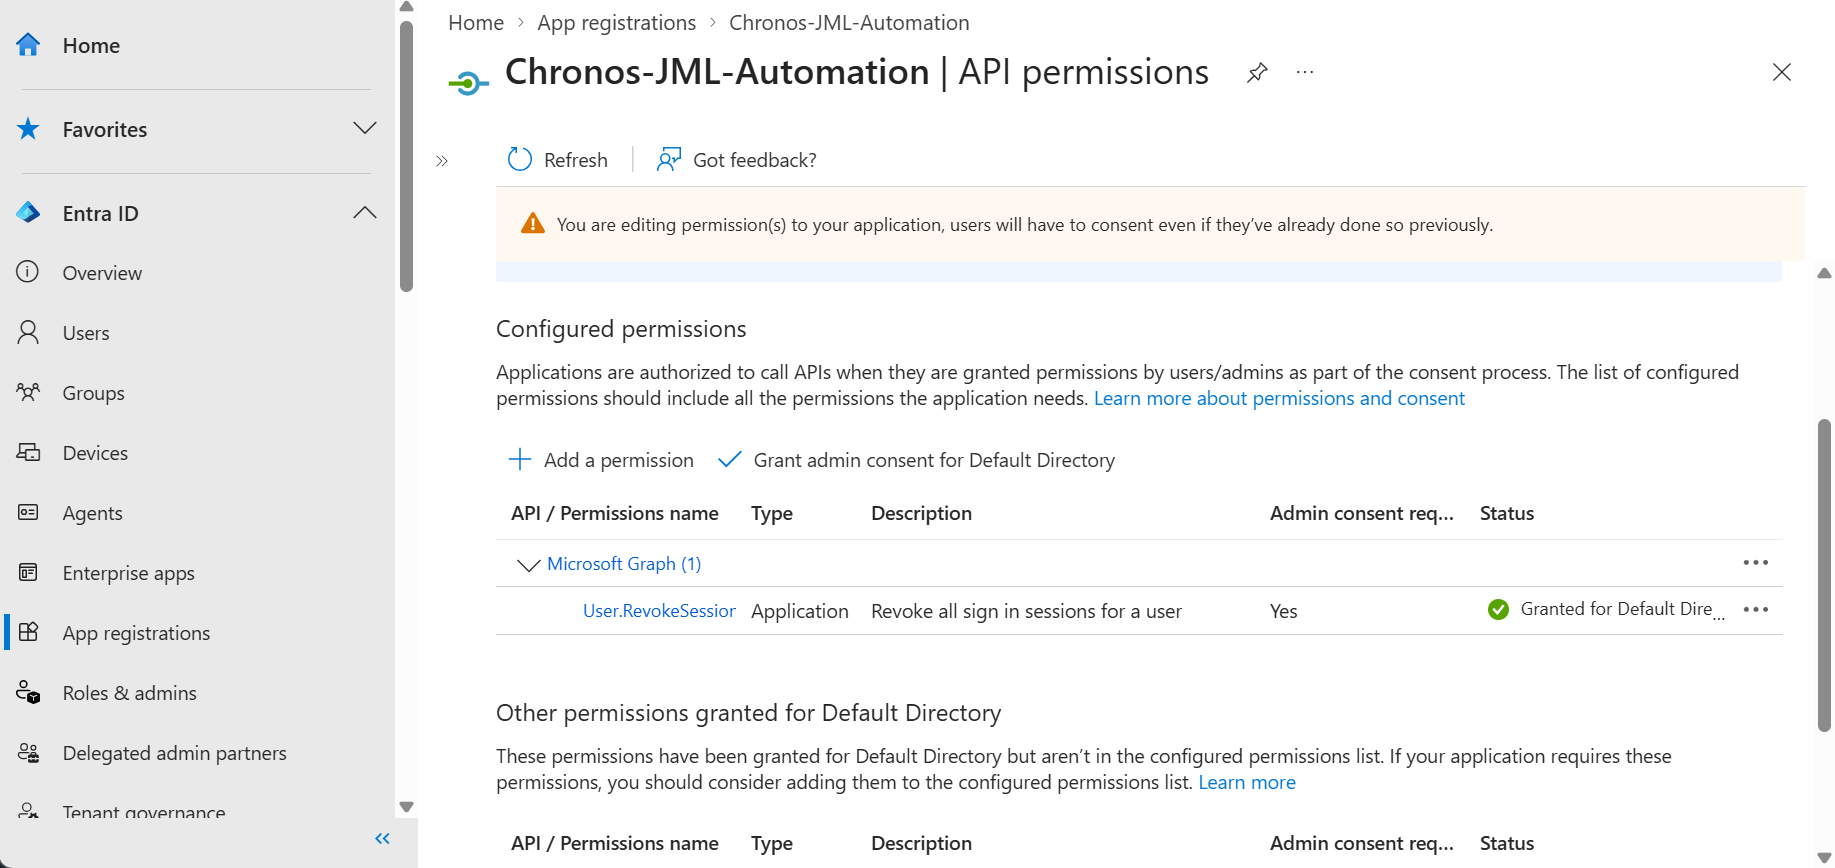 Home
Favorites
Entra ID
Overview
Users
Groups
Devices
Agents
Enterprise apps
App registrations
Roles & admins
Delegated admin partners
Tenant governance
Home > App registrations > Chronos-JML-Automation
Chronos-JML-Automation | API permissions
Refresh | Got feedback?
You are editing permission(s) to your application, users will have to consent even if they’ve already done so previously.
Configured permissions
Applications are authorized to call APIs when they are granted permissions by users/admins as part of the consent process. The list of configured
permissions should include all the permissions the application needs. Learn more about permissions and consent
Add a permission Grant admin consent for Default Directory
API / Permissions name Type Description Admin consent req... Status
Microsoft Graph (1)
User.RevokeSession Application Revoke all sign in sessions for a user Yes Granted for Default Dire...
Other permissions granted for Default Directory
These permissions have been granted for Default Directory but aren’t in the configured permissions list. If your application requires these
permissions, you should consider adding them to the configured permissions list. Learn more
API / Permissions name Type Description Admin consent req... Status